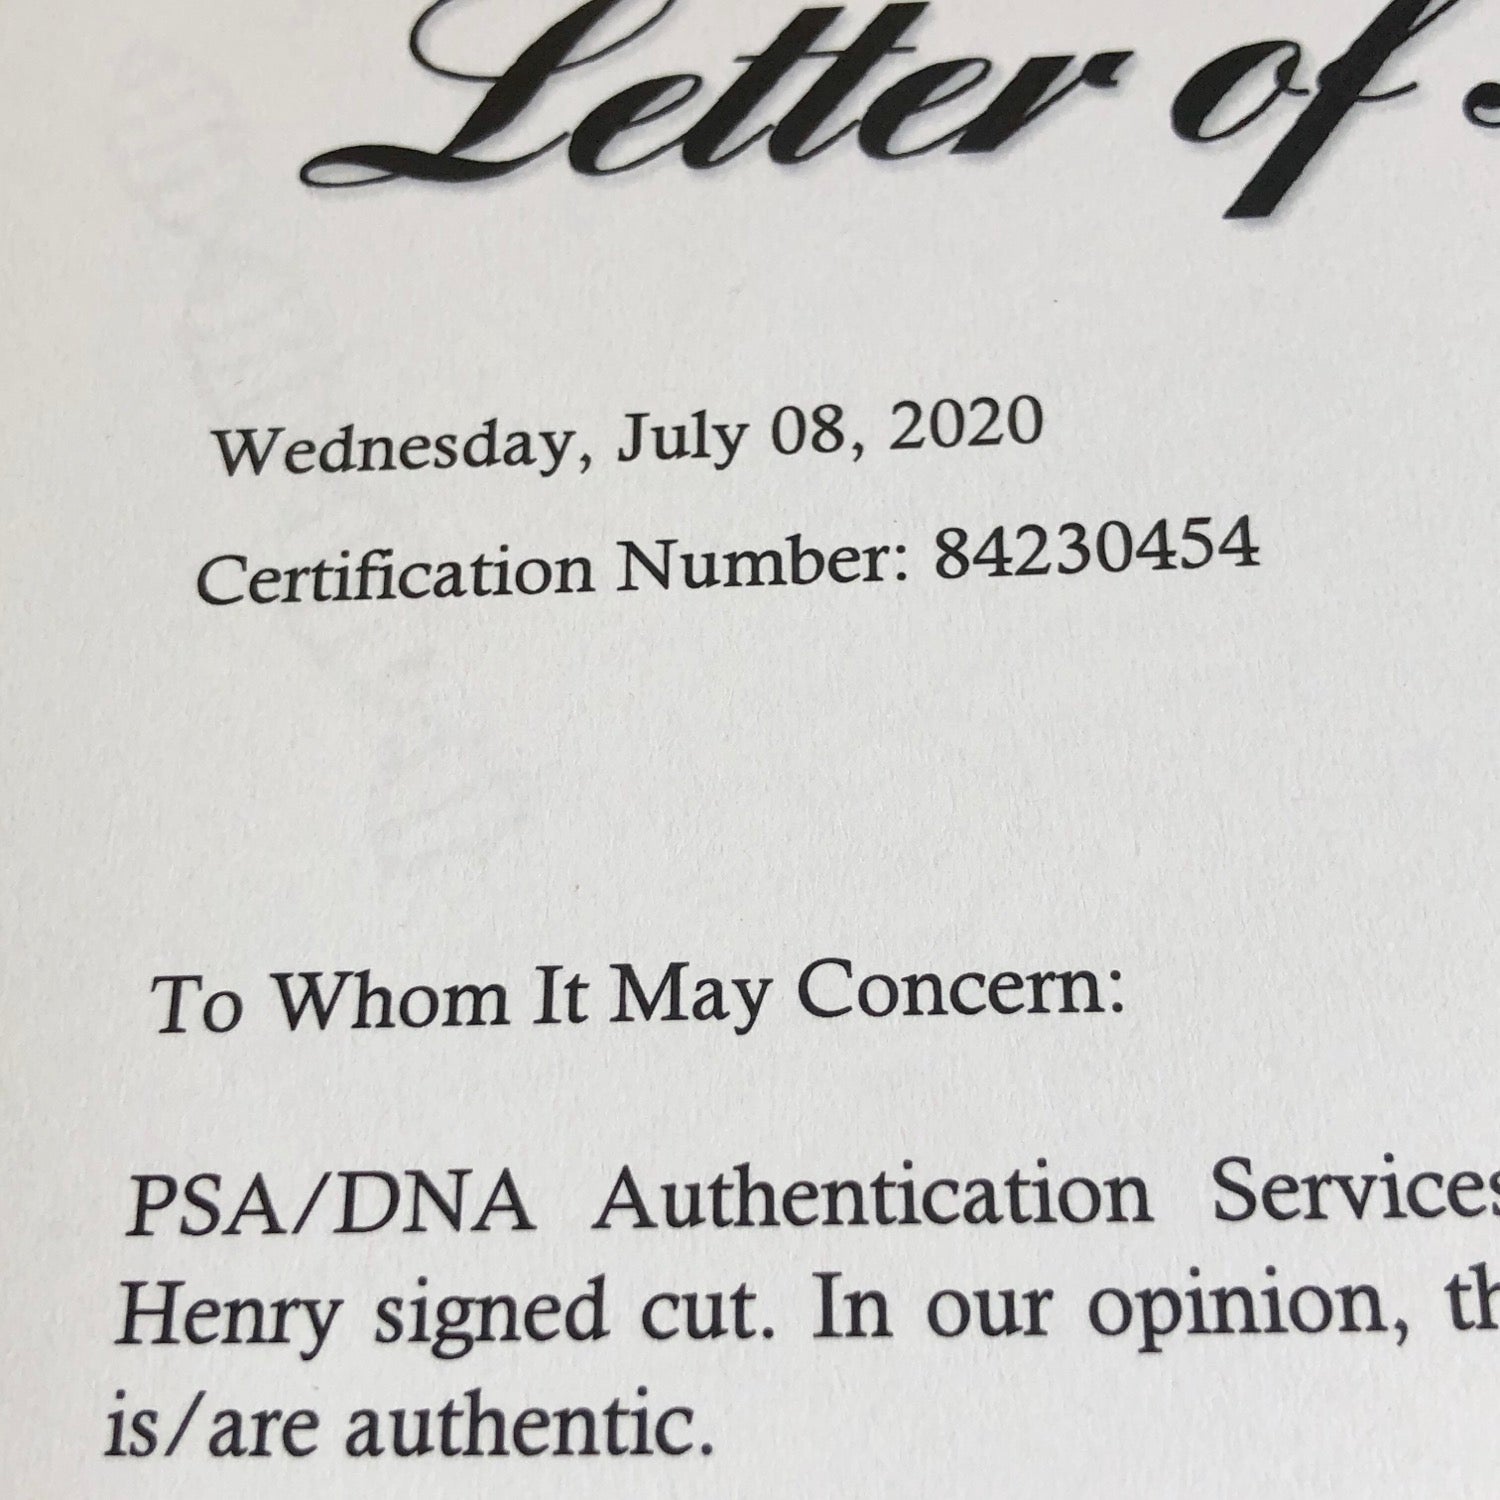 Letter of
Wednesday, July 08, 2020
Certification Number: 84230454
To Whom It May Concern:
PSA/DNA Authentication Services
Henry signed cut. In our opinion, th
is/are authentic.